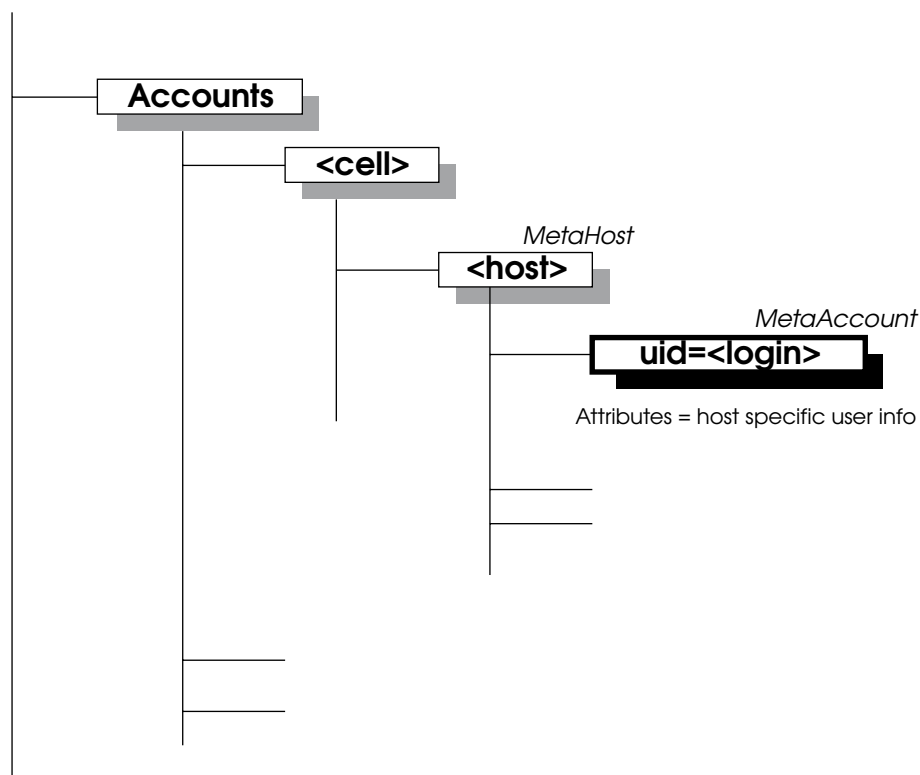 Accounts
<cell>
MetaHost
<host>
MetaAccount
uid=<login>
Attributes = host specific user info